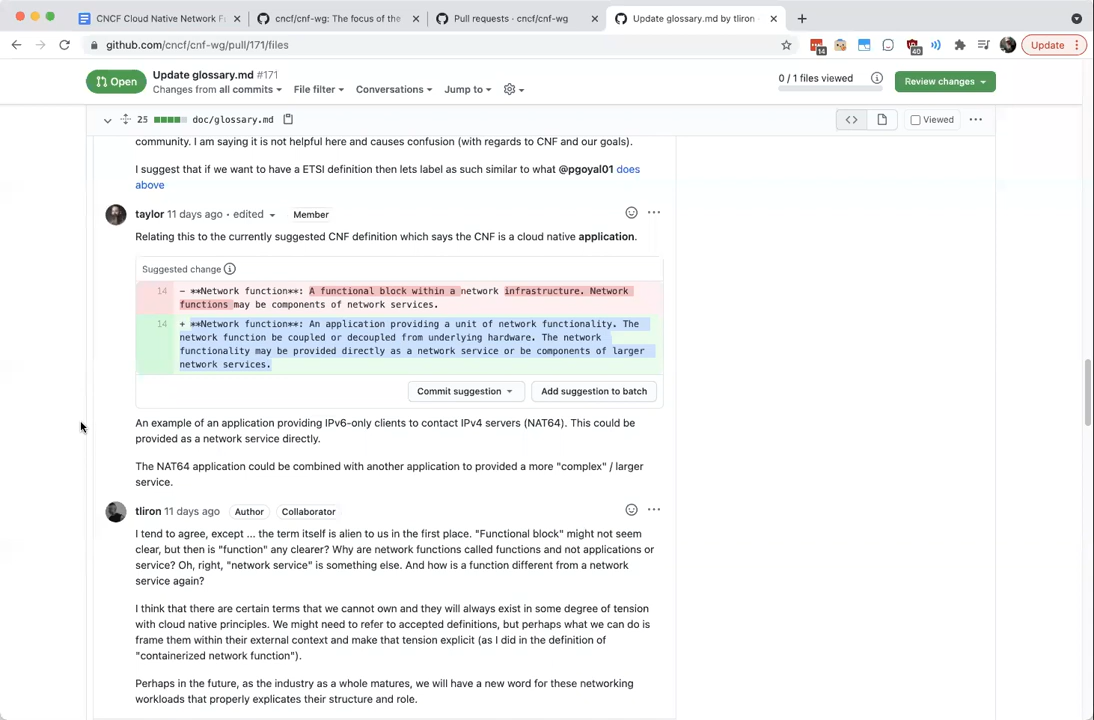 CNCF Cloud Native Network F
cncf/cnf-wg: The focus of the
Pull requests · cncf/cnf-wg
Update glossary.md by tliron
github.com/cncf/cnf-wg/pull/171/files
14
40
Update
Open
Update glossary.md #171
Changes from all commits
File filter
Conversations
Jump to
0 / 1 files viewed
Review changes
25
doc/glossary.md
Viewed
community. I am saying it is not helpful here and causes confusion (with regards to CNF and our goals).
I suggest that if we want to have a ETSI definition then lets label as such similar to what @pgoyal01 does
above
taylor 11 days ago · edited
Member
Relating this to the currently suggested CNF definition which says the CNF is a cloud native application.
Suggested change
14 - **Network function**: A functional block within a network infrastructure. Network
functions may be components of network services.
14 + **Network function**: An application providing a unit of network functionality. The
network function be coupled or decoupled from underlying hardware. The network
functionality may be provided directly as a network service or be components of larger
network services.
Commit suggestion
Add suggestion to batch
An example of an application providing IPv6-only clients to contact IPv4 servers (NAT64). This could be
provided as a network service directly.
The NAT64 application could be combined with another application to provided a more "complex" / larger
service.
tliron 11 days ago
Author
Collaborator
I tend to agree, except ... the term itself is alien to us in the first place. "Functional block" might not seem
clear, but then is "function" any clearer? Why are network functions called functions and not applications or
service? Oh, right, "network service" is something else. And how is a function different from a network
service again?
I think that there are certain terms that we cannot own and they will always exist in some degree of tension
with cloud native principles. We might need to refer to accepted definitions, but perhaps what we can do is
frame them within their external context and make that tension explicit (as I did in the definition of
"containerized network function").
Perhaps in the future, as the industry as a whole matures, we will have a new word for these networking
workloads that properly explicates their structure and role.